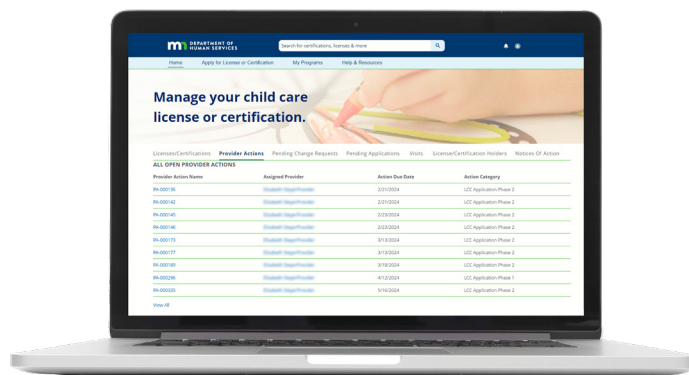 DEPARTMENT OF
HUMAN SERVICES
Search for certifications, licenses & more
Home Apply for License or Certification My Programs Help & Resources
Manage your child care
license or certification.
Licenses/Certifications Provider Actions Pending Change Requests Pending Applications Visits License/Certification Holders Notices Of Action
ALL OPEN PROVIDER ACTIONS
Provider Action Name Assigned Provider Action Due Date Action Category
PA-000136 2/21/2024 LCC Application Phase 2
PA-000142 2/21/2024 LCC Application Phase 2
PA-000145 2/23/2024 LCC Application Phase 2
PA-000146 2/23/2024 LCC Application Phase 2
PA-000173 3/13/2024 LCC Application Phase 2
PA-000177 3/13/2024 LCC Application Phase 2
PA-000189 3/18/2024 LCC Application Phase 2
PA-000296 4/12/2024 LCC Application Phase 1
PA-000335 5/16/2024 LCC Application Phase 2
View All